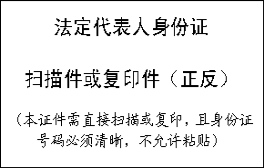 法定代表人身份证
扫描件或复印件（正反）
（本证件需直接扫描或复印，且身份证
号码必须清晰，不允许粘贴）